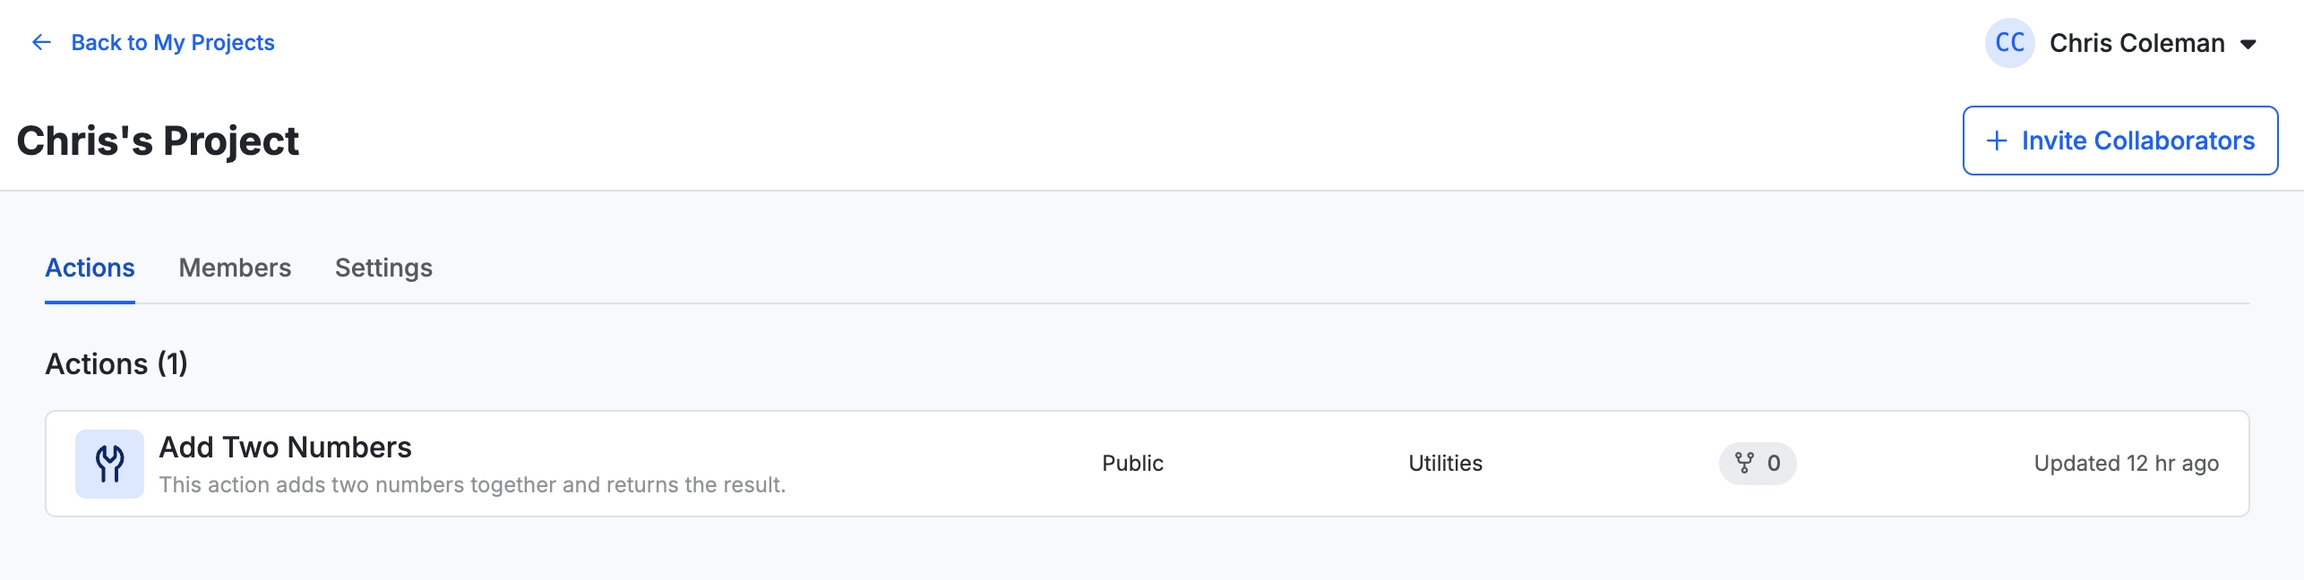 Back to My Projects
CC Chris Coleman
Chris's Project
Invite Collaborators
Actions Members Settings
Actions (1)
Add Two Numbers
This action adds two numbers together and returns the result.
Public
Utilities
0
Updated 12 hr ago